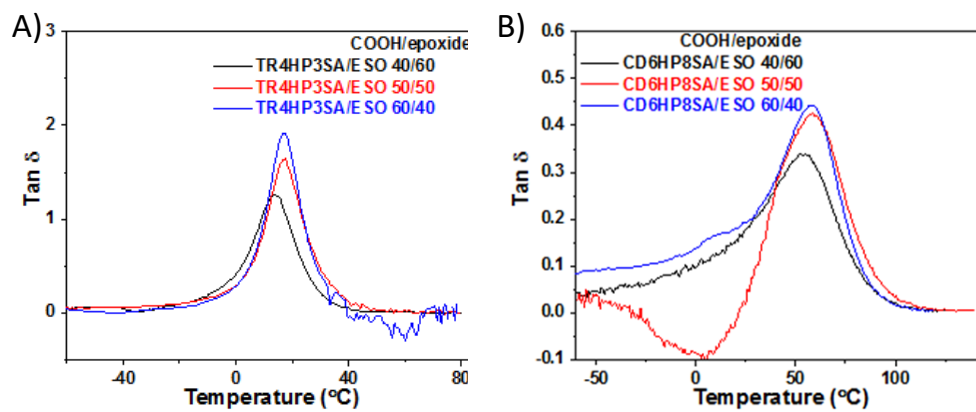 A)
3
2
1
0
Tan δ
COOH/epoxide
TR4HP3SA/ESO 40/60
TR4HP3SA/ESO 50/50
TR4HP3SA/ESO 60/40
-40
0
40
80
Temperature (°C)
B)
0.6
0.5
0.4
0.3
0.2
0.1
0.0
-0.1
Tan δ
COOH/epoxide
CD6HP8SA/ESO 40/60
CD6HP8SA/ESO 50/50
CD6HP8SA/ESO 60/40
-50
0
50
100
Temperature (°C)